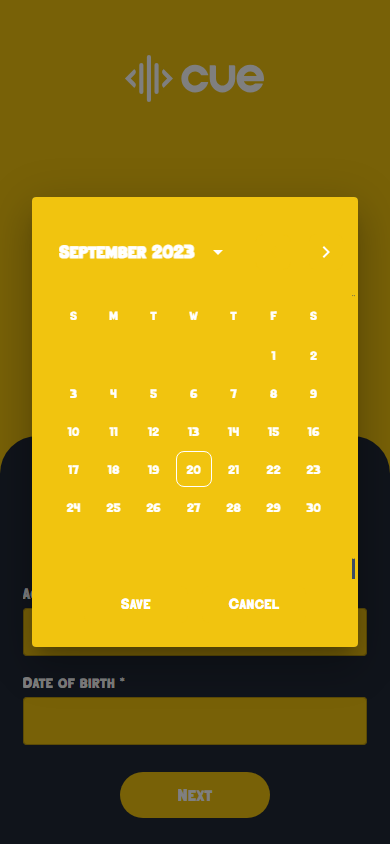 cue
September 2023
S M T W T F S
1 2
3 4 5 6 7 8 9
10 11 12 13 14 15 16
17 18 19 20 21 22 23
24 25 26 27 28 29 30
Save Cancel
Date of birth *
Next